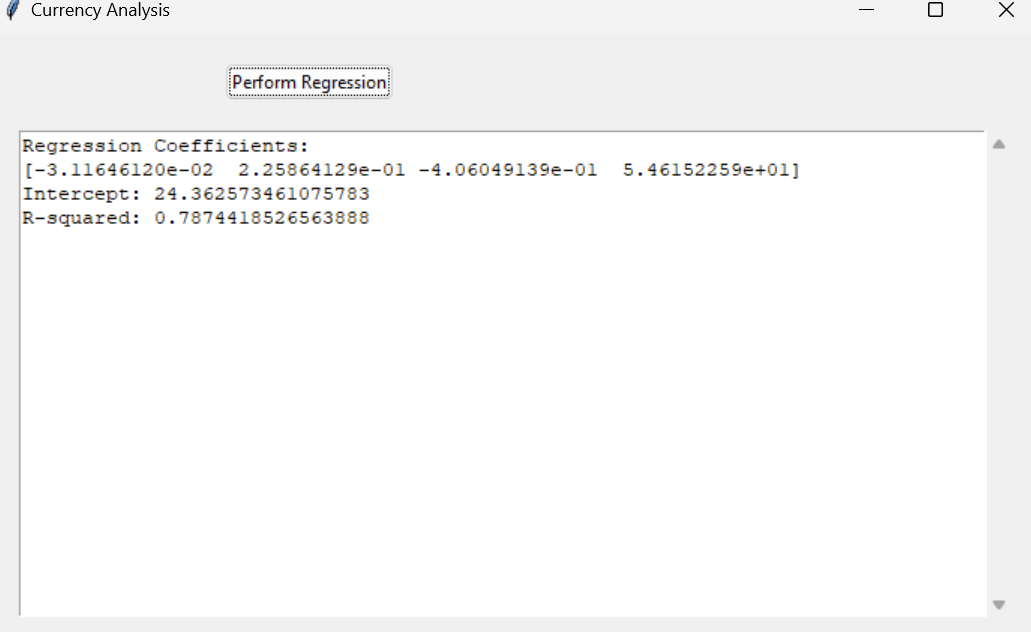 Currency Analysis
Perform Regression
Regression Coefficients:
[-3.11646120e-02  2.25864129e-01 -4.06049139e-01  5.46152259e+01]
Intercept: 24.362573461075783
R-squared: 0.7874418526563888